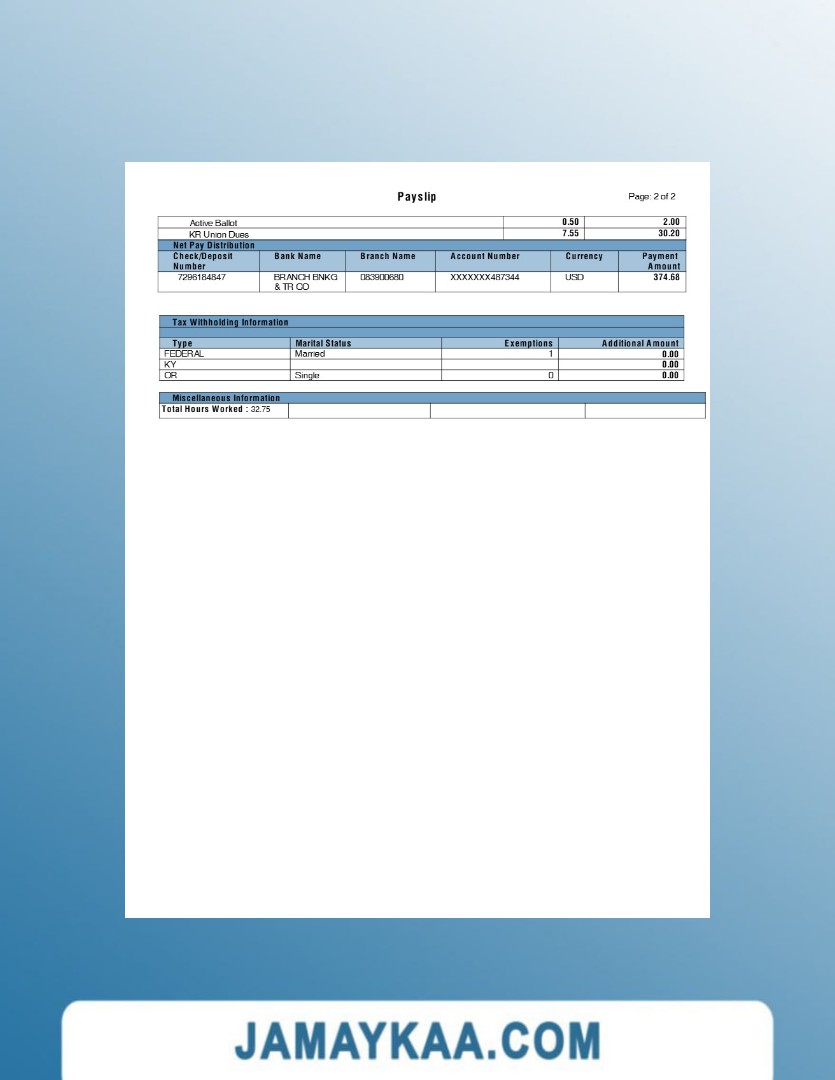 Payslip Page: 2 of 2
Active Ballot 0.50 2.00
KR Union Dues 7.55 30.20
Net Pay Distribution
Check/Deposit Number Bank Name Branch Name Account Number Currency Payment Amount
7296184847 BRANCH BNKG & TR CO 083900680 XXXXXXX487344 USD 374.68
Tax Withholding Information
Type Marital Status Exemptions Additional Amount
FEDERAL Married 1 0.00
KY 0.00
OR Single 0 0.00
Miscellaneous Information
Total Hours Worked : 32.75
JAMAYKAA.COM